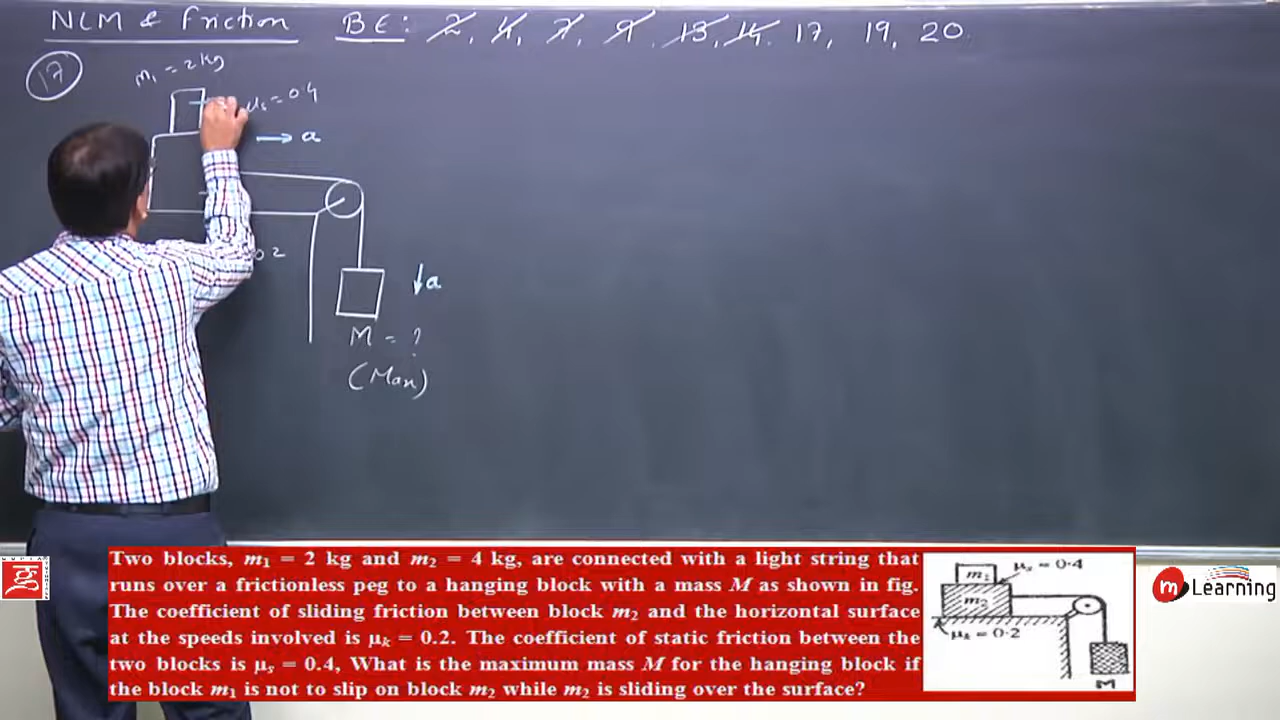 NLM & Friction BE: 2, 4, 7, 9, 13, 14, 17, 19, 20.
17
m₁ = 2 kg
μs = 0.4
→ a
0.2
↓a
M = ?
(Max)
Two blocks, m₁ = 2 kg and m₂ = 4 kg, are connected with a light string that
runs over a frictionless peg to a hanging block with a mass M as shown in fig.
The coefficient of sliding friction between block m₂ and the horizontal surface
at the speeds involved is μₖ = 0.2. The coefficient of static friction between the
two blocks is μₛ = 0.4, What is the maximum mass M for the hanging block if
the block m₁ is not to slip on block m₂ while m₂ is sliding over the surface?
μₛ = 0.4
m₁
m₂
μₖ = 0.2
M
m Learning